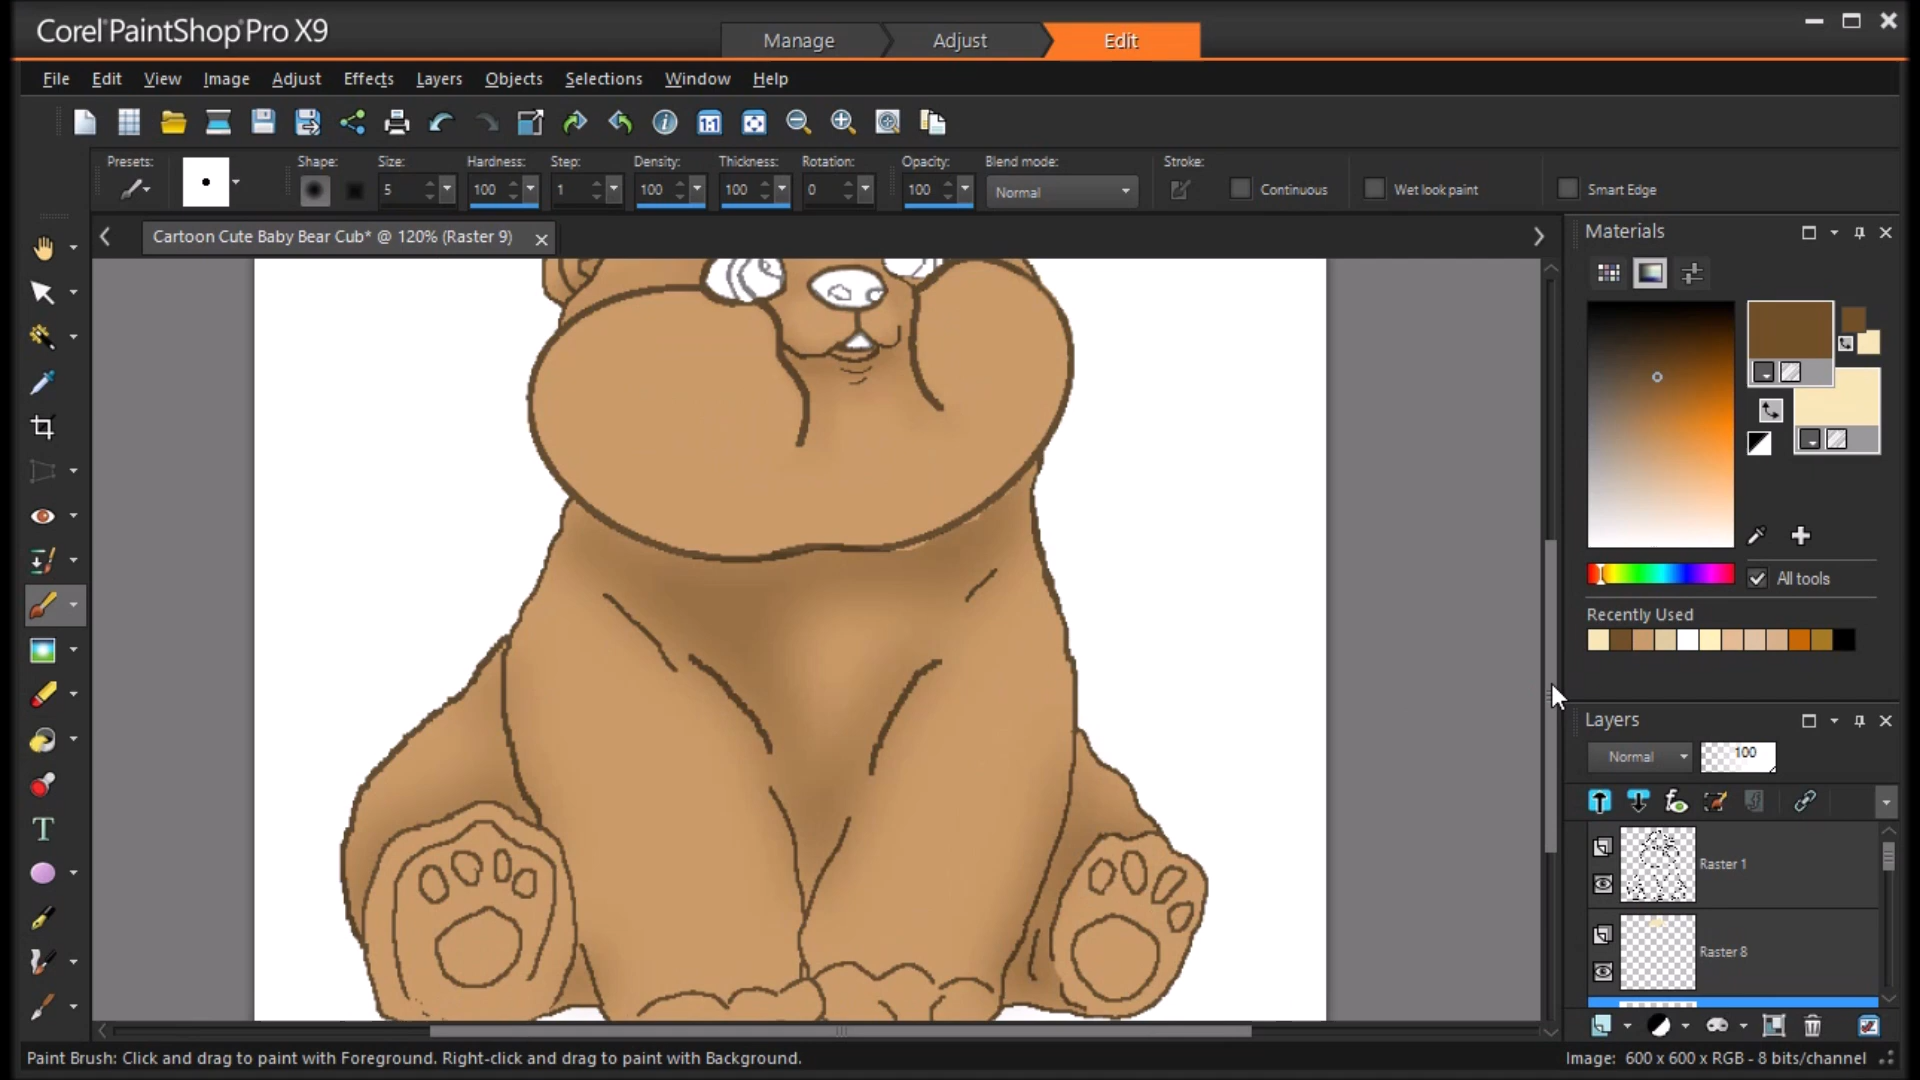 Corel PaintShop Pro X9
Manage
Adjust
Edit
File
Edit
View
Image
Adjust
Effects
Layers
Objects
Selections
Window
Help
1:1
Presets:
Shape:
Size:
Hardness:
Step:
Density:
Thickness:
Rotation:
Opacity:
Blend mode:
Stroke:
5
100
1
100
100
0
100
Normal
Continuous
Wet look paint
Smart Edge
Cartoon Cute Baby Bear Cub* @ 120% (Raster 9)
Materials
All tools
Recently Used
Layers
Normal
100
Raster 1
Raster 8
Paint Brush: Click and drag to paint with Foreground. Right-click and drag to paint with Background.
Image: 600 x 600 x RGB - 8 bits/channel